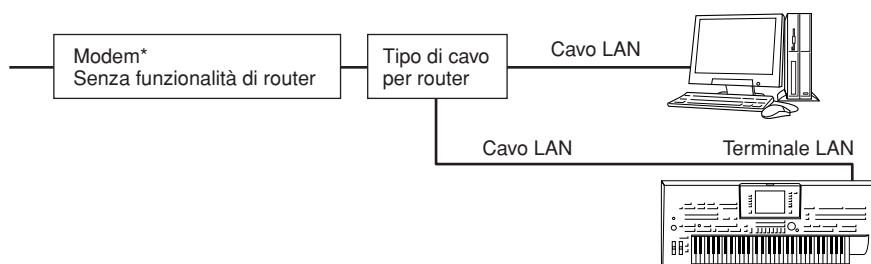 Modem*
Senza funzionalità di router
Tipo di cavo
per router
Cavo LAN
Cavo LAN
Terminale LAN